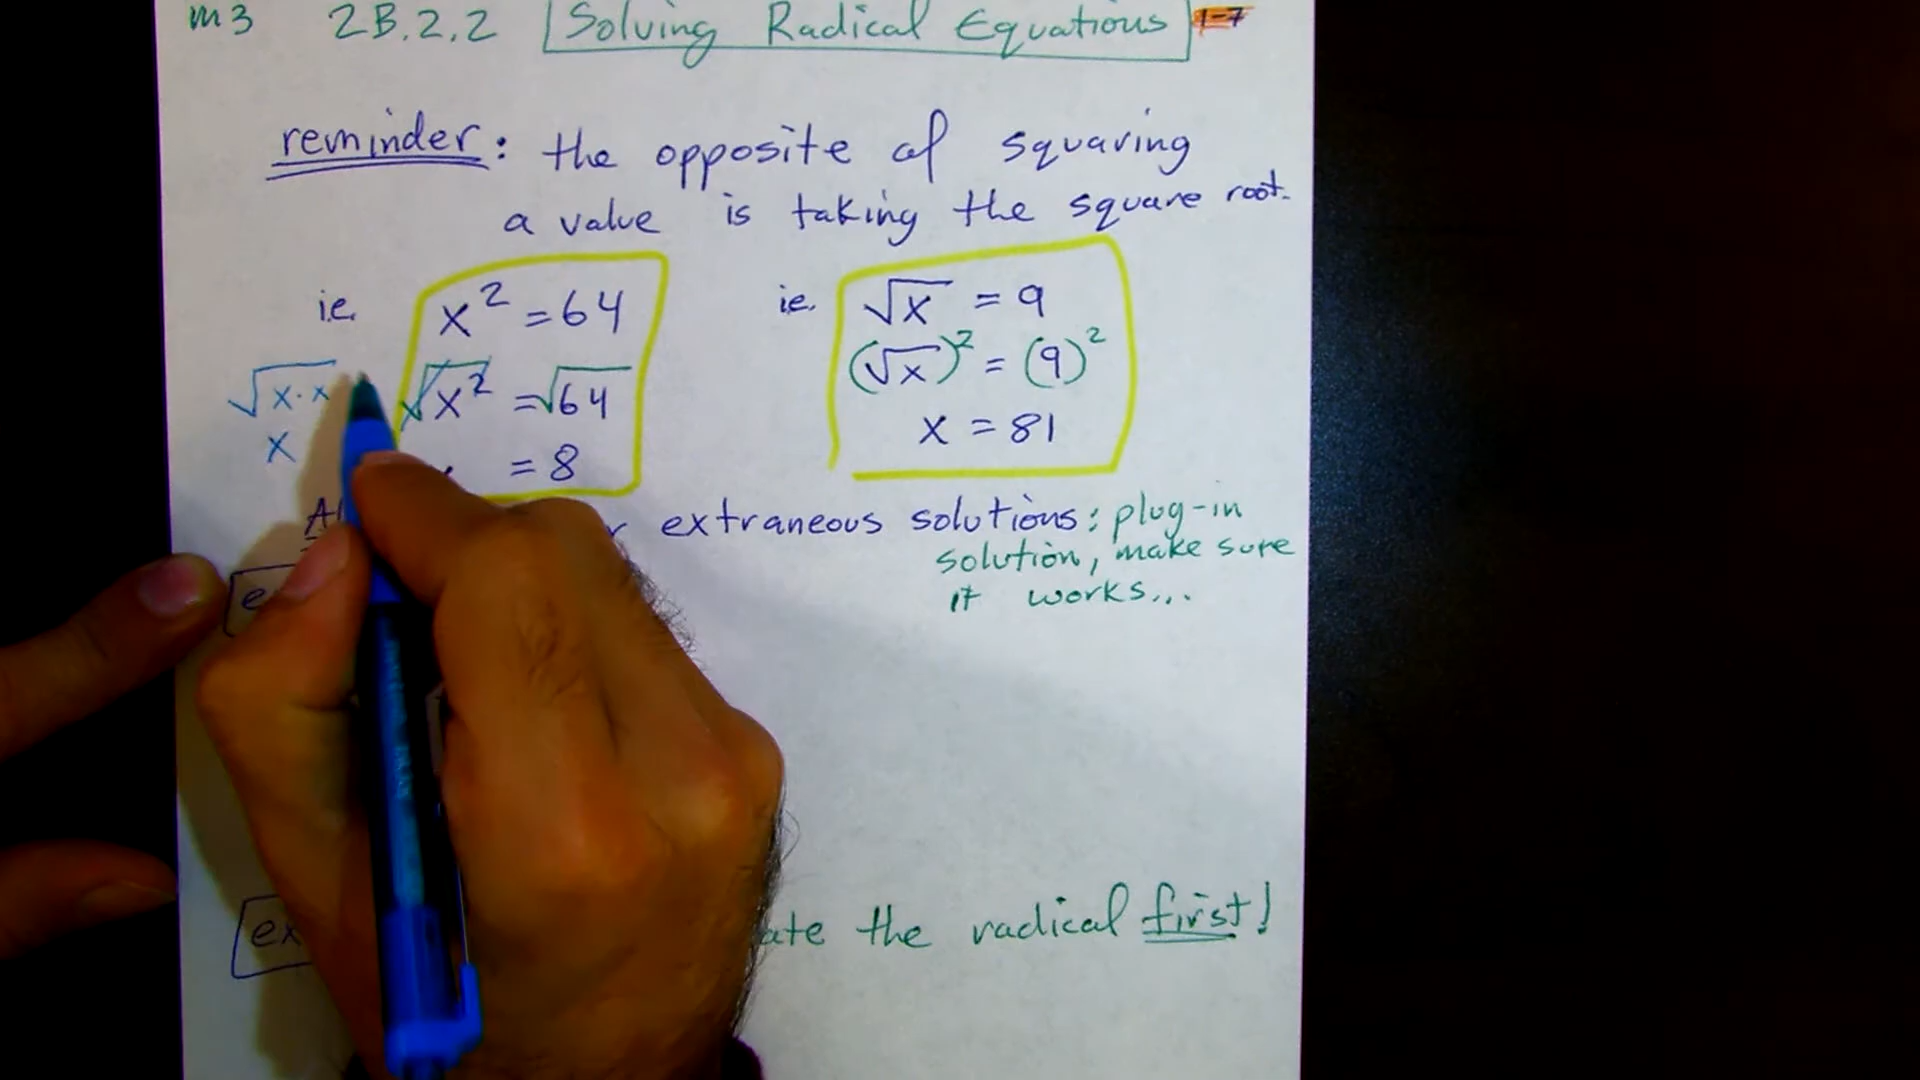 m3 2B.2.2 Solving Radical Equations 1-7
reminder: the opposite of squaring
a value is taking the square root.
i.e. x² = 64
√x·x √x² = √64
x = 8
ie. √x = 9
(√x)² = (9)²
x = 81
extraneous solutions: plug-in
solution, make sure
it works...
the radical first!